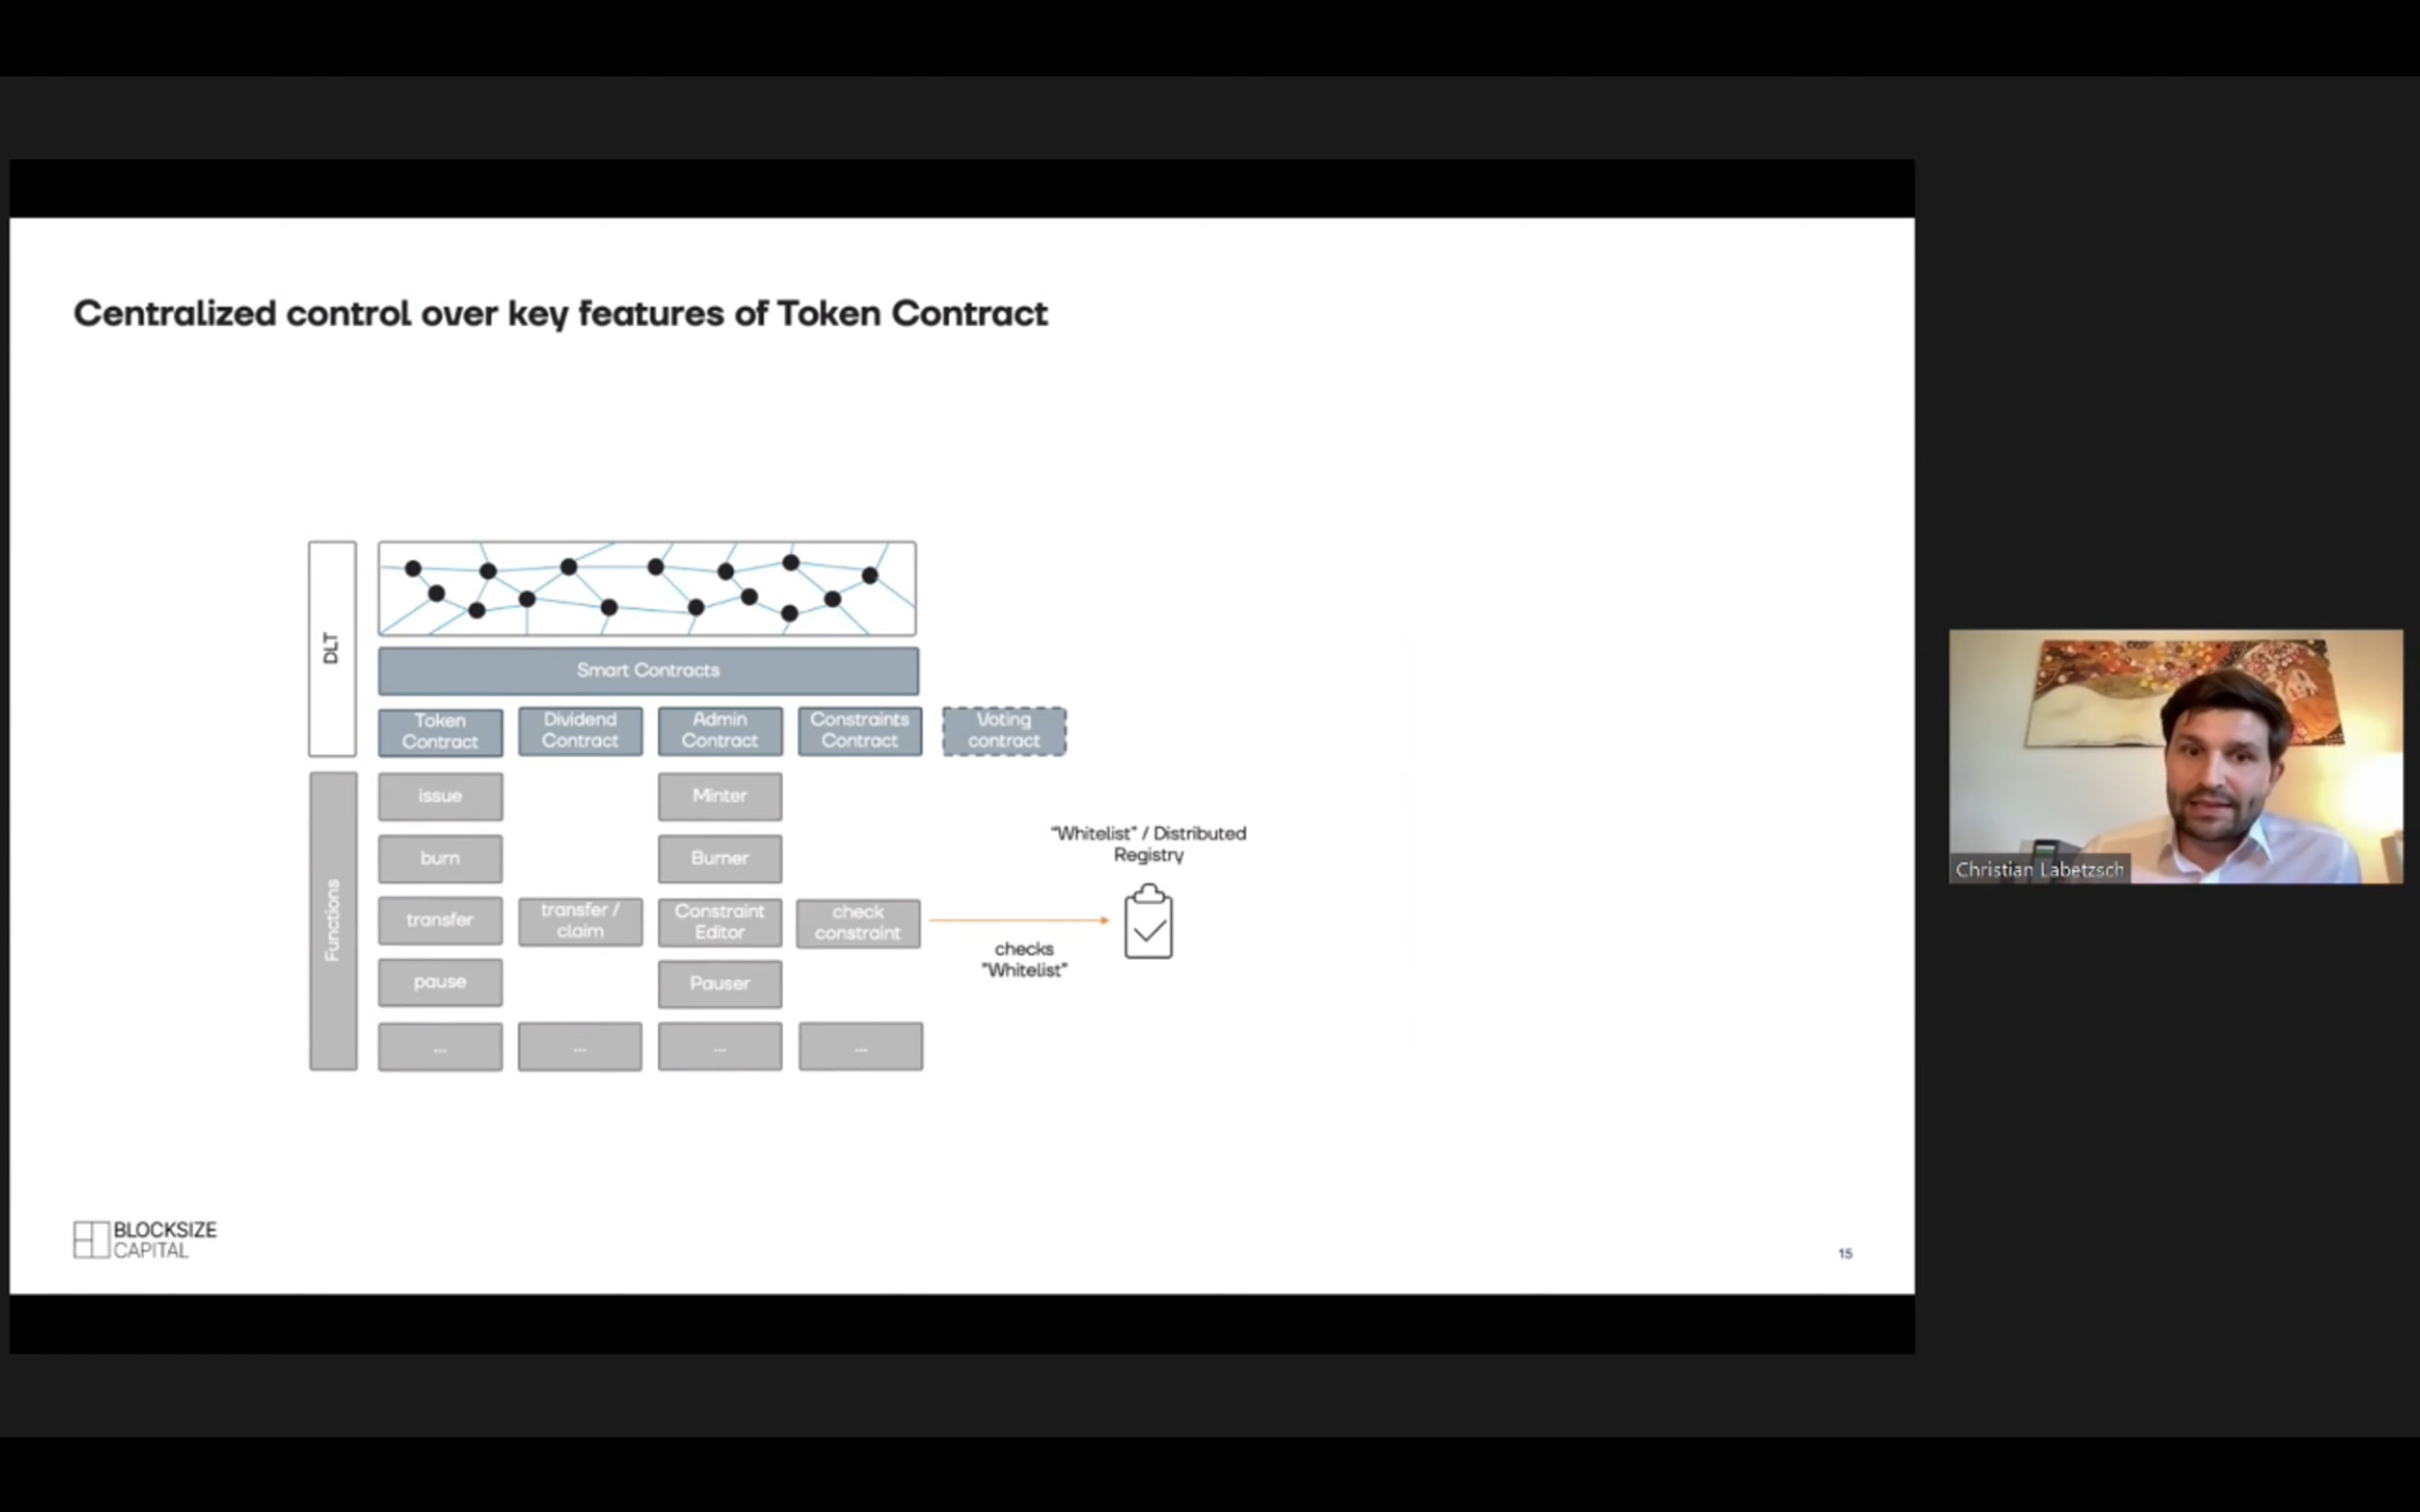 Centralized control over key features of Token Contract
DLT
Smart Contracts
Token
Contract
Dividend
Contract
Admin
Contract
Constraints
Contract
Voting
contract
Functions
issue
Minter
burn
Burner
transfer
transfer /
claim
Constraint
Editor
check
constraint
pause
Pauser
...
...
...
...
"Whitelist" / Distributed
Registry
checks
"Whitelist"
BLOCKSIZE
CAPITAL
15
Christian Labetzsch